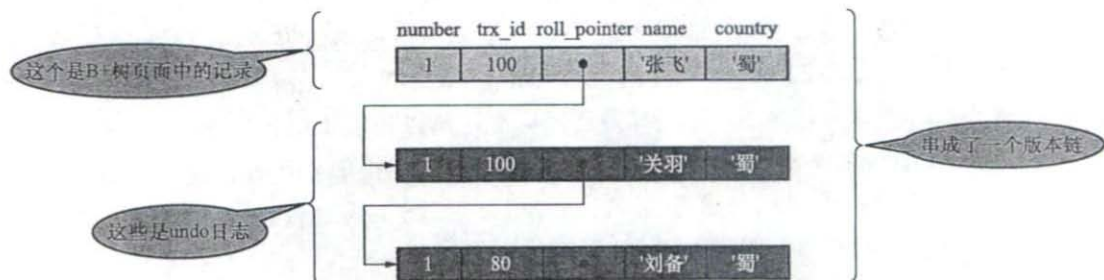 number trx_id roll_pointer name country
1 100 '张飞' '蜀'
这个是B+树页面中的记录
1 100 '关羽' '蜀'
串成了一个版本链
这些是undo日志
1 80 '刘备' '蜀'